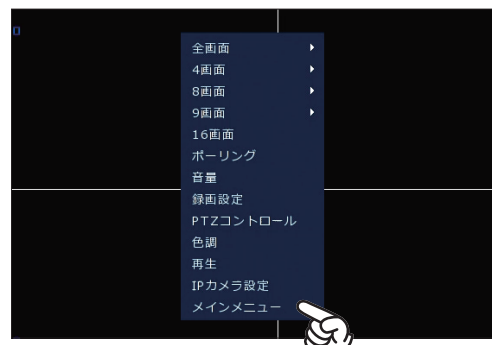 全画面
4画面
8画面
9画面
16画面
ポーリング
音量
録画設定
PTZコントロール
色調
再生
IPカメラ設定
メインメニュー